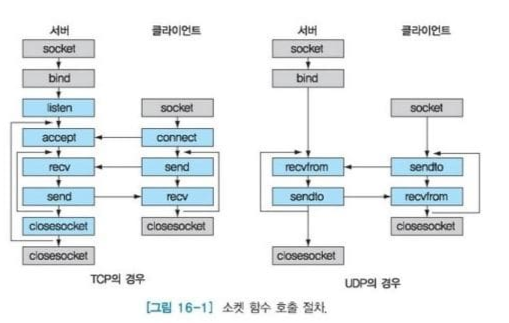 서버 클라이언트 서버 클라이언트
socket socket
bind bind
listen socket socket
accept connect
recv send recvfrom sendto
send recv sendto recvfrom
closesocket closesocket closesocket
closesocket closesocket
TCP의 경우 UDP의 경우
[그림 16-1] 소켓 함수 호출 절차.